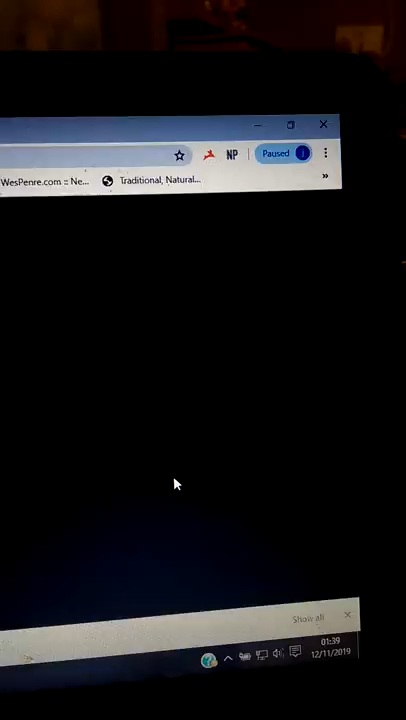 NP Paused i
WesPenre.com :: Ne... Traditional, Natural... »
Show all
01:39
12/11/2019